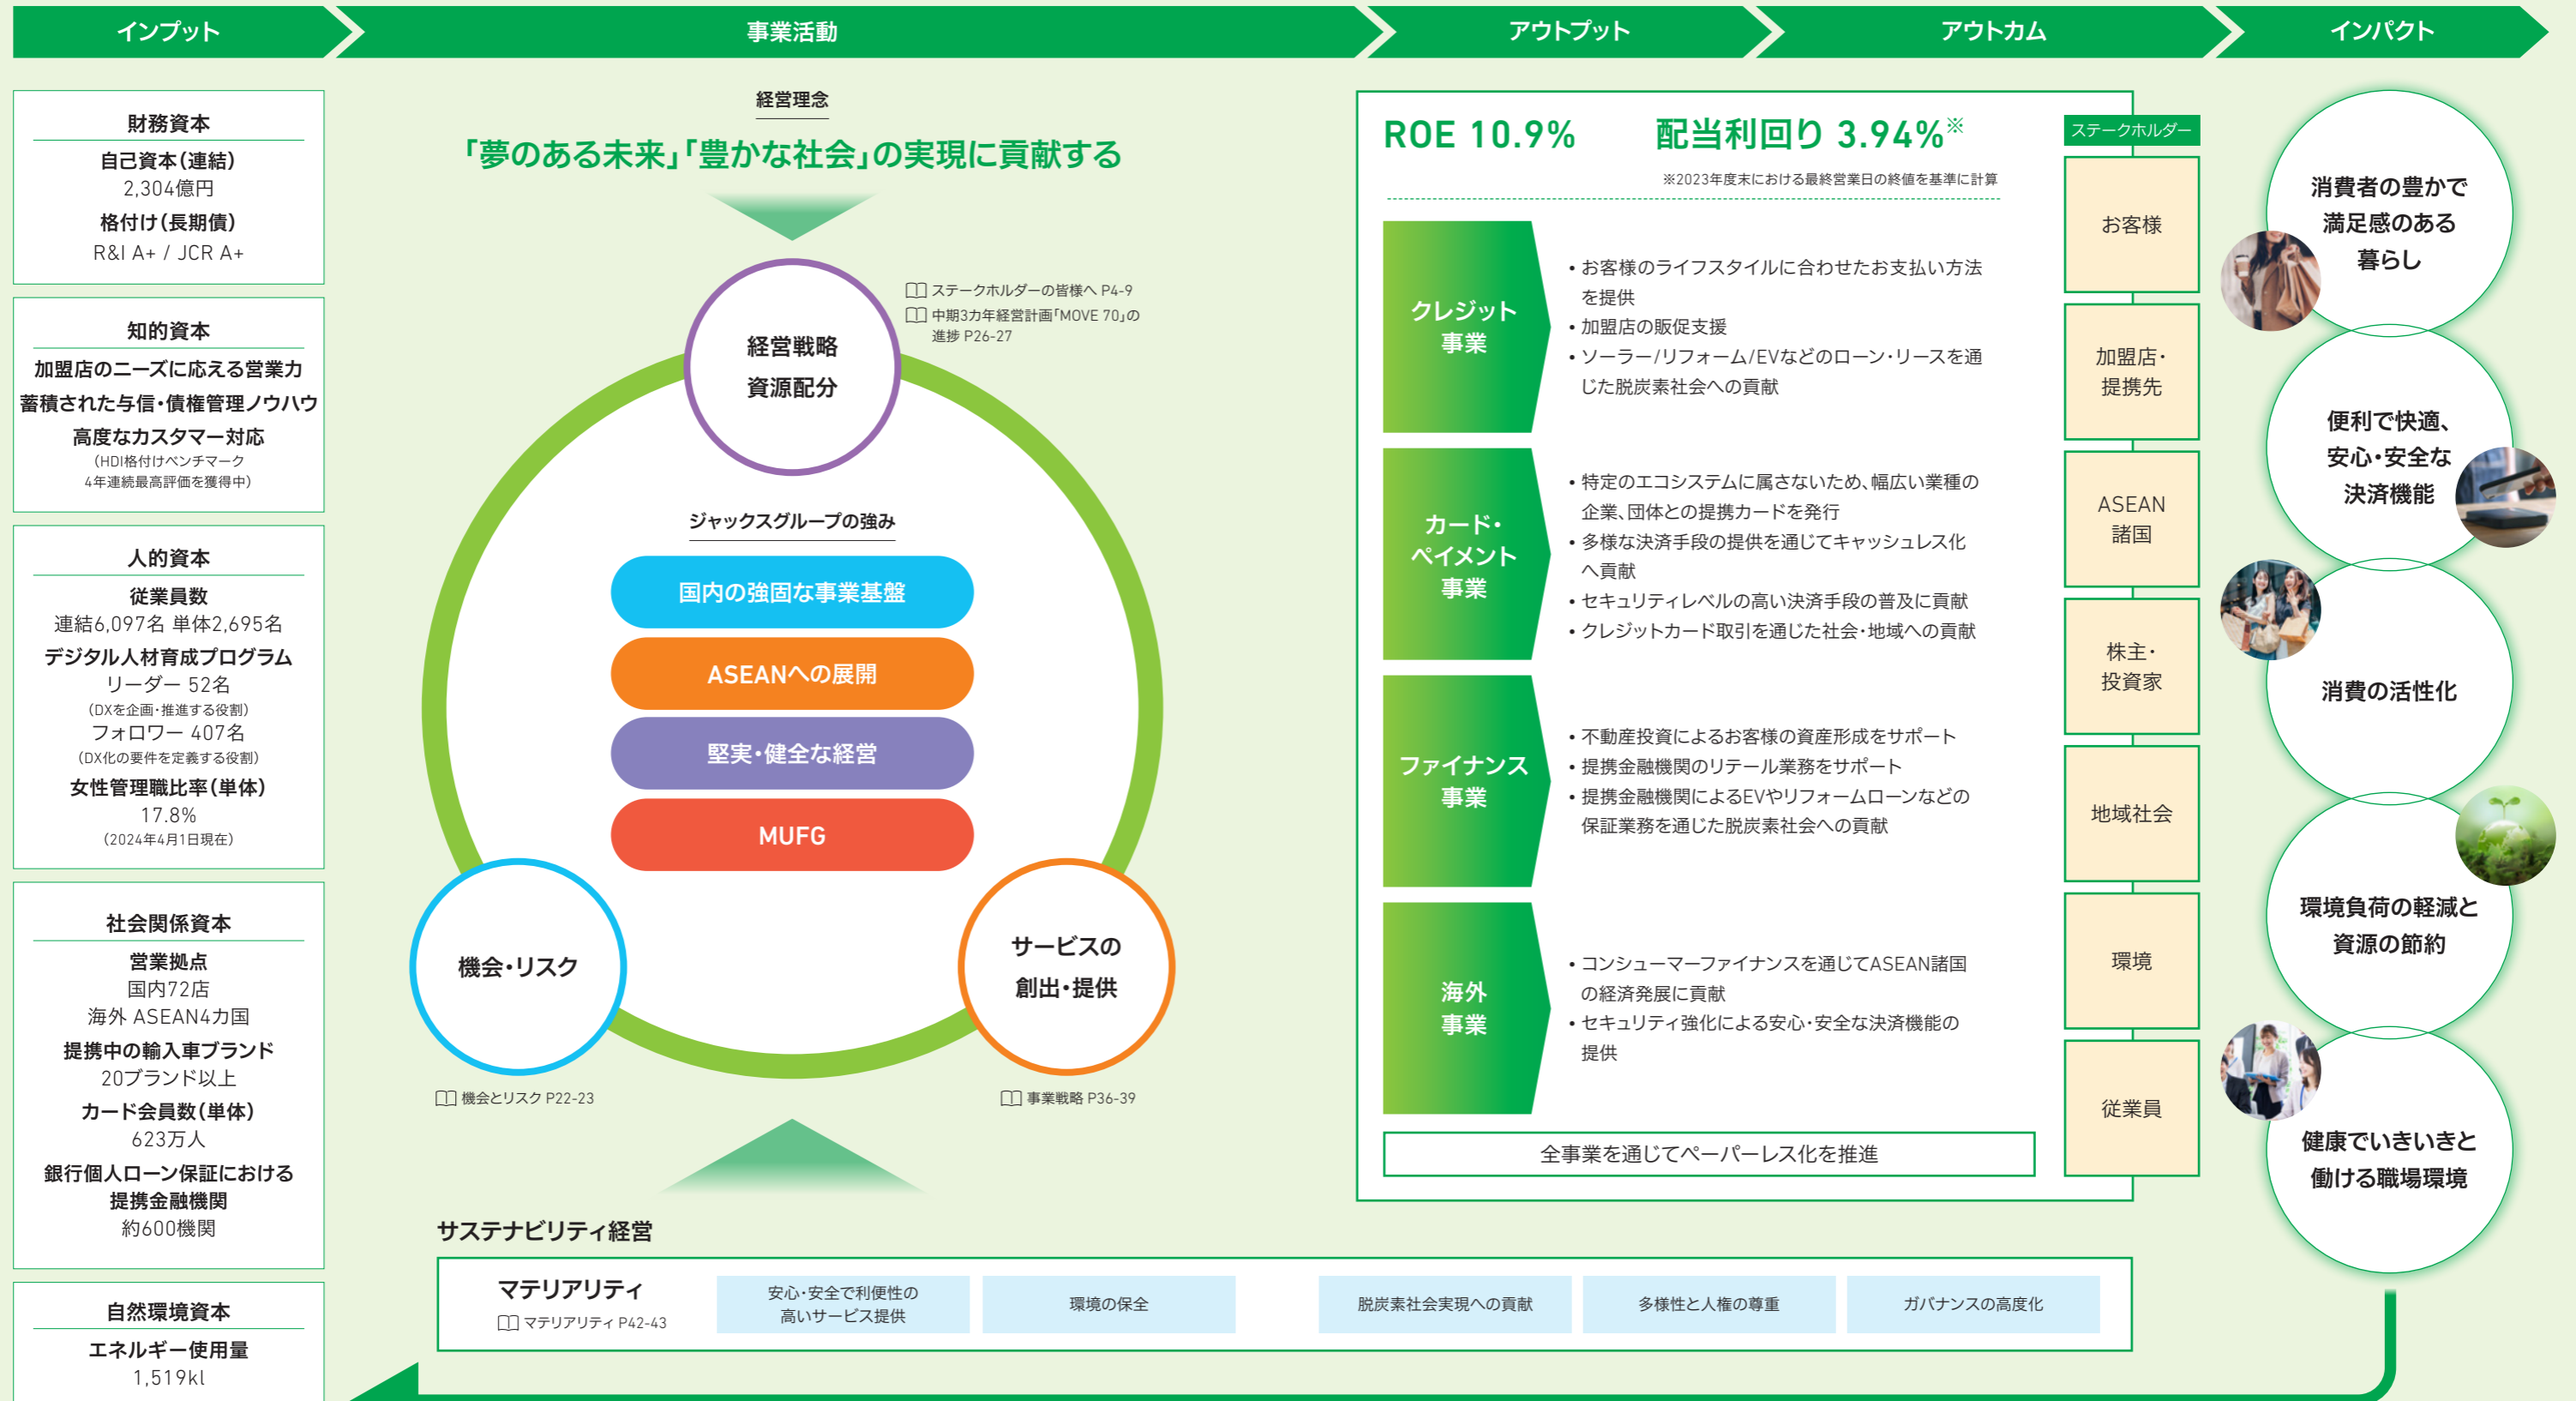 インプット
事業活動
アウトプット
アウトカム
インパクト
財務資本
自己資本（連結）
2,304億円
格付け（長期債）
R&I A+ / JCR A+
知的資本
加盟店のニーズに応える営業力
蓄積された与信・債権管理ノウハウ
高度なカスタマー対応
（HDI格付けベンチマーク
4年連続最高評価を獲得中）
人的資本
従業員数
連結6,097名 単体2,695名
デジタル人材育成プログラム
リーダー 52名
（DXを企画・推進する役割）
フォロワー 407名
（DX化の要件を定義する役割）
女性管理職比率（単体）
17.8%
（2024年4月1日現在）
社会関係資本
営業拠点
国内72店
海外 ASEAN4カ国
提携中の輸入車ブランド
20ブランド以上
カード会員数（単体）
623万人
銀行個人ローン保証における
提携金融機関
約600機関
自然環境資本
エネルギー使用量
1,519kl
経営理念
「夢のある未来」「豊かな社会」の実現に貢献する
経営戦略
資源配分
ステークホルダーの皆様へ P4-9
中期3カ年経営計画「MOVE 70」の
進捗 P26-27
ジャックスグループの強み
国内の強固な事業基盤
ASEANへの展開
堅実・健全な経営
MUFG
機会・リスク
機会とリスク P22-23
サービスの
創出・提供
事業戦略 P36-39
サステナビリティ経営
マテリアリティ
マテリアリティ P42-43
安心・安全で利便性の
高いサービス提供
環境の保全
脱炭素社会実現への貢献
多様性と人権の尊重
ガバナンスの高度化
ROE 10.9%
配当利回り 3.94%※
※2023年度末における最終営業日の終値を基準に計算
クレジット
事業
• お客様のライフスタイルに合わせたお支払い方法
を提供
• 加盟店の販促支援
• ソーラー/リフォーム/EVなどのローン・リースを通
じた脱炭素社会への貢献
カード・
ペイメント
事業
• 特定のエコシステムに属さないため、幅広い業種の
企業、団体との提携カードを発行
• 多様な決済手段の提供を通じてキャッシュレス化
へ貢献
• セキュリティレベルの高い決済手段の普及に貢献
• クレジットカード取引を通じた社会・地域への貢献
ファイナンス
事業
• 不動産投資によるお客様の資産形成をサポート
• 提携金融機関のリテール業務をサポート
• 提携金融機関によるEVやリフォームローンなどの
保証業務を通じた脱炭素社会への貢献
海外
事業
• コンシューマーファイナンスを通じてASEAN諸国
の経済発展に貢献
• セキュリティ強化による安心・安全な決済機能の
提供
全事業を通じてペーパーレス化を推進
ステークホルダー
お客様
加盟店・
提携先
ASEAN
諸国
株主・
投資家
地域社会
環境
従業員
消費者の豊かで
満足感のある
暮らし
便利で快適、
安心・安全な
決済機能
消費の活性化
環境負荷の軽減と
資源の節約
健康でいきいきと
働ける職場環境